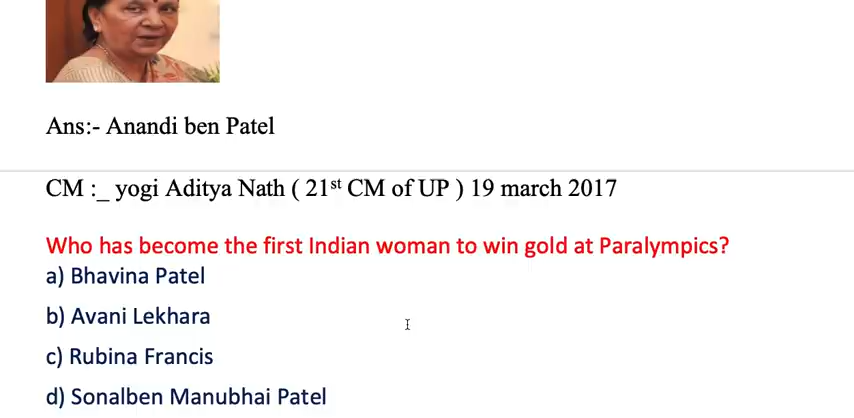 Ans:- Anandi ben Patel
CM :_ yogi Aditya Nath ( 21st CM of UP ) 19 march 2017
Who has become the first Indian woman to win gold at Paralympics?
a) Bhavina Patel
b) Avani Lekhara
c) Rubina Francis
d) Sonalben Manubhai Patel